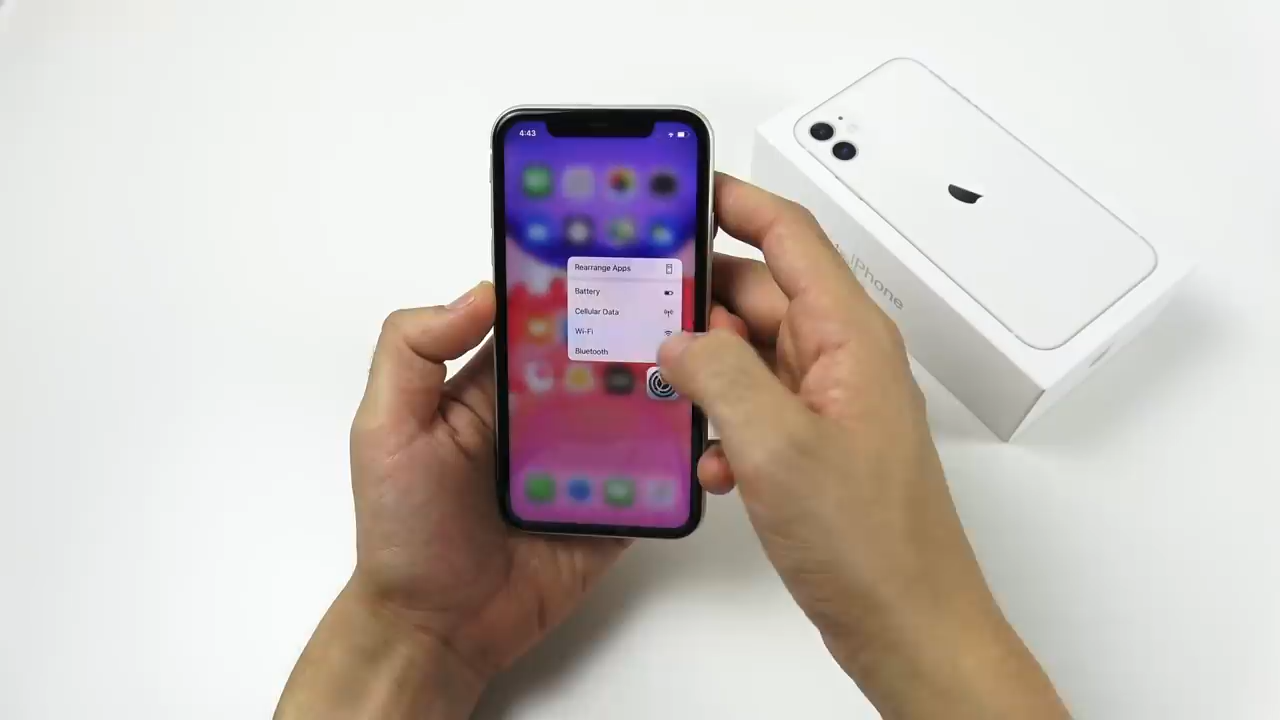 4:43
Rearrange Apps
Battery
Cellular Data
Wi-Fi
Bluetooth
iPhone